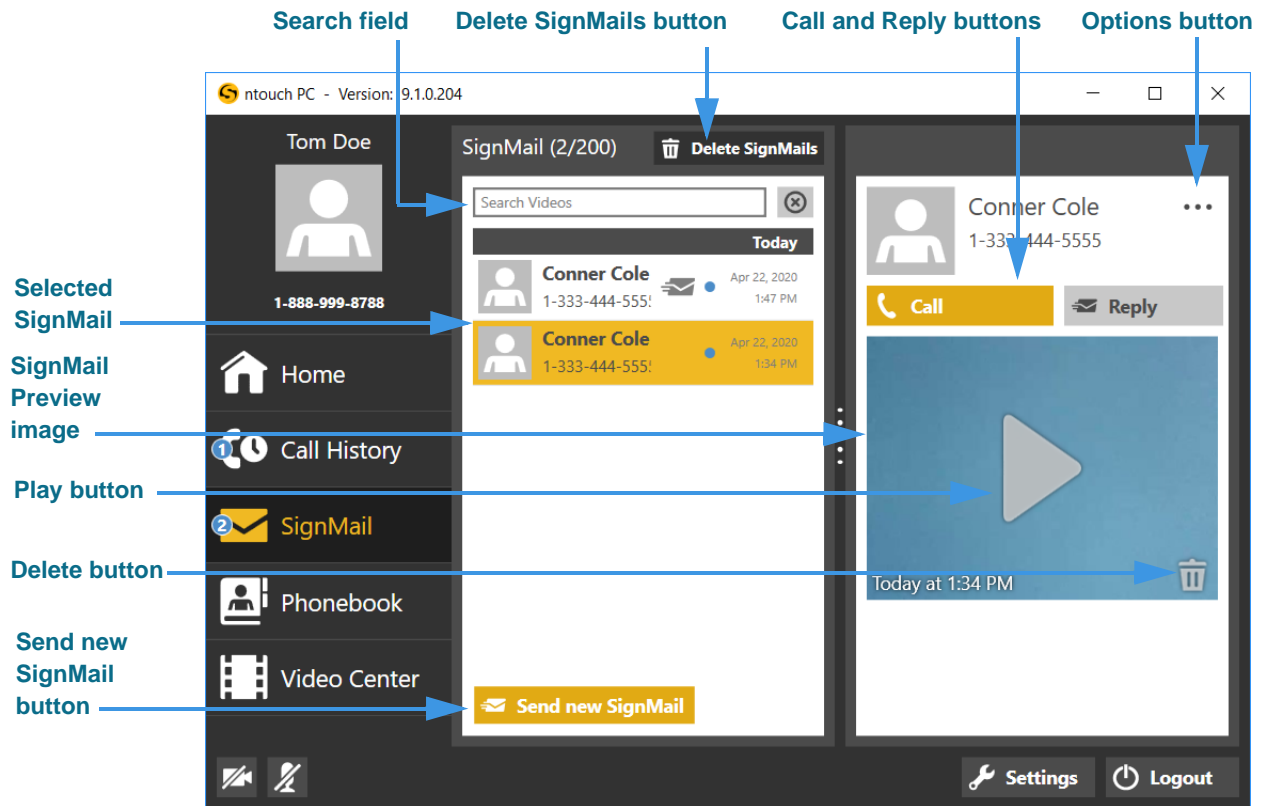 Search field
Delete SignMails button
Call and Reply buttons
Options button
ntouch PC - Version: 9.1.0.204
Tom Doe
1-888-999-8788
Home
1
Call History
2
SignMail
Phonebook
Video Center
SignMail (2/200)
Delete SignMails
Search Videos
Today
Conner Cole
Apr 22, 2020
1-333-444-555
1:47 PM
Conner Cole
Apr 22, 2020
1-333-444-555
1:34 PM
Send new SignMail
Conner Cole
1-333-444-5555
Call
Reply
Today at 1:34 PM
Settings
Logout
Selected
SignMail
SignMail
Preview
image
Play button
Delete button
Send new
SignMail
button